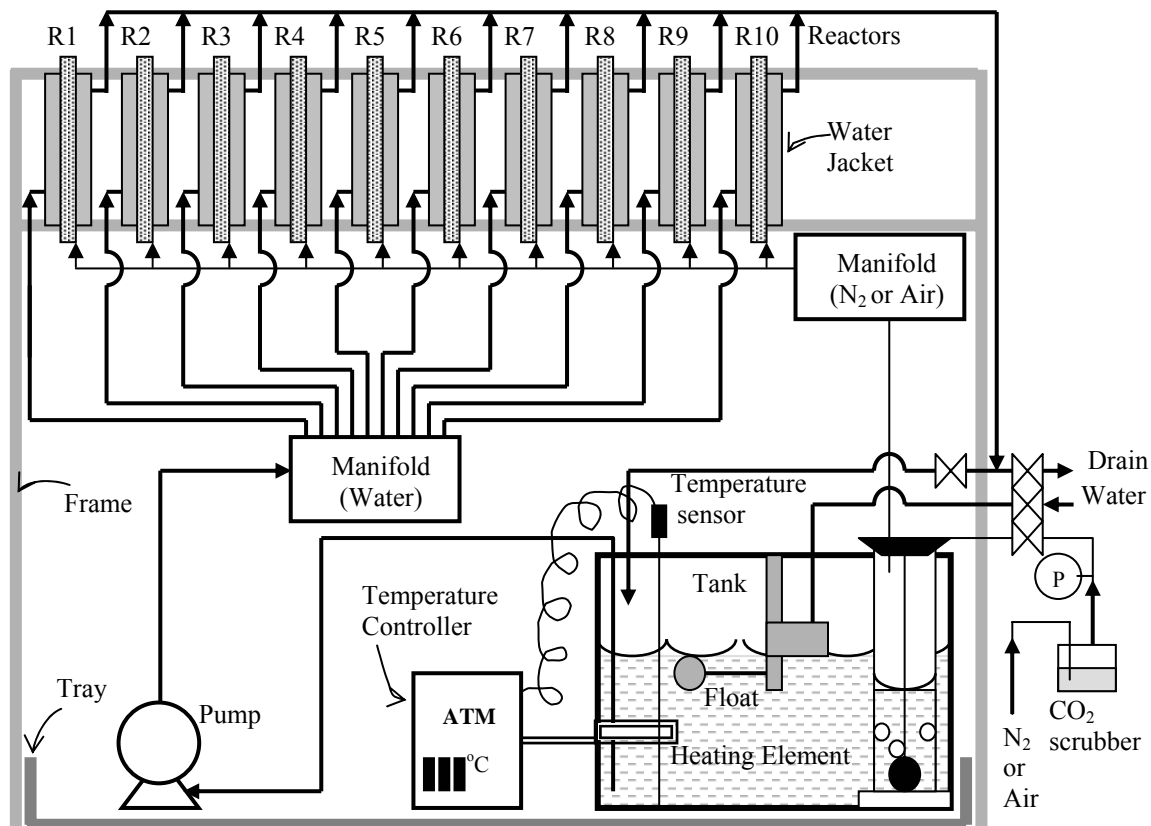 R1 R2 R3 R4 R5 R6 R7 R8 R9 R10 Reactors
Water
Jacket
Manifold
(N₂ or Air)
Manifold
(Water)
Frame
Temperature
sensor
Drain
Water
P
Tank
Temperature
Controller
Tray
Pump
ATM
°C
Float
Heating Element
CO₂
scrubber
N₂
or
Air